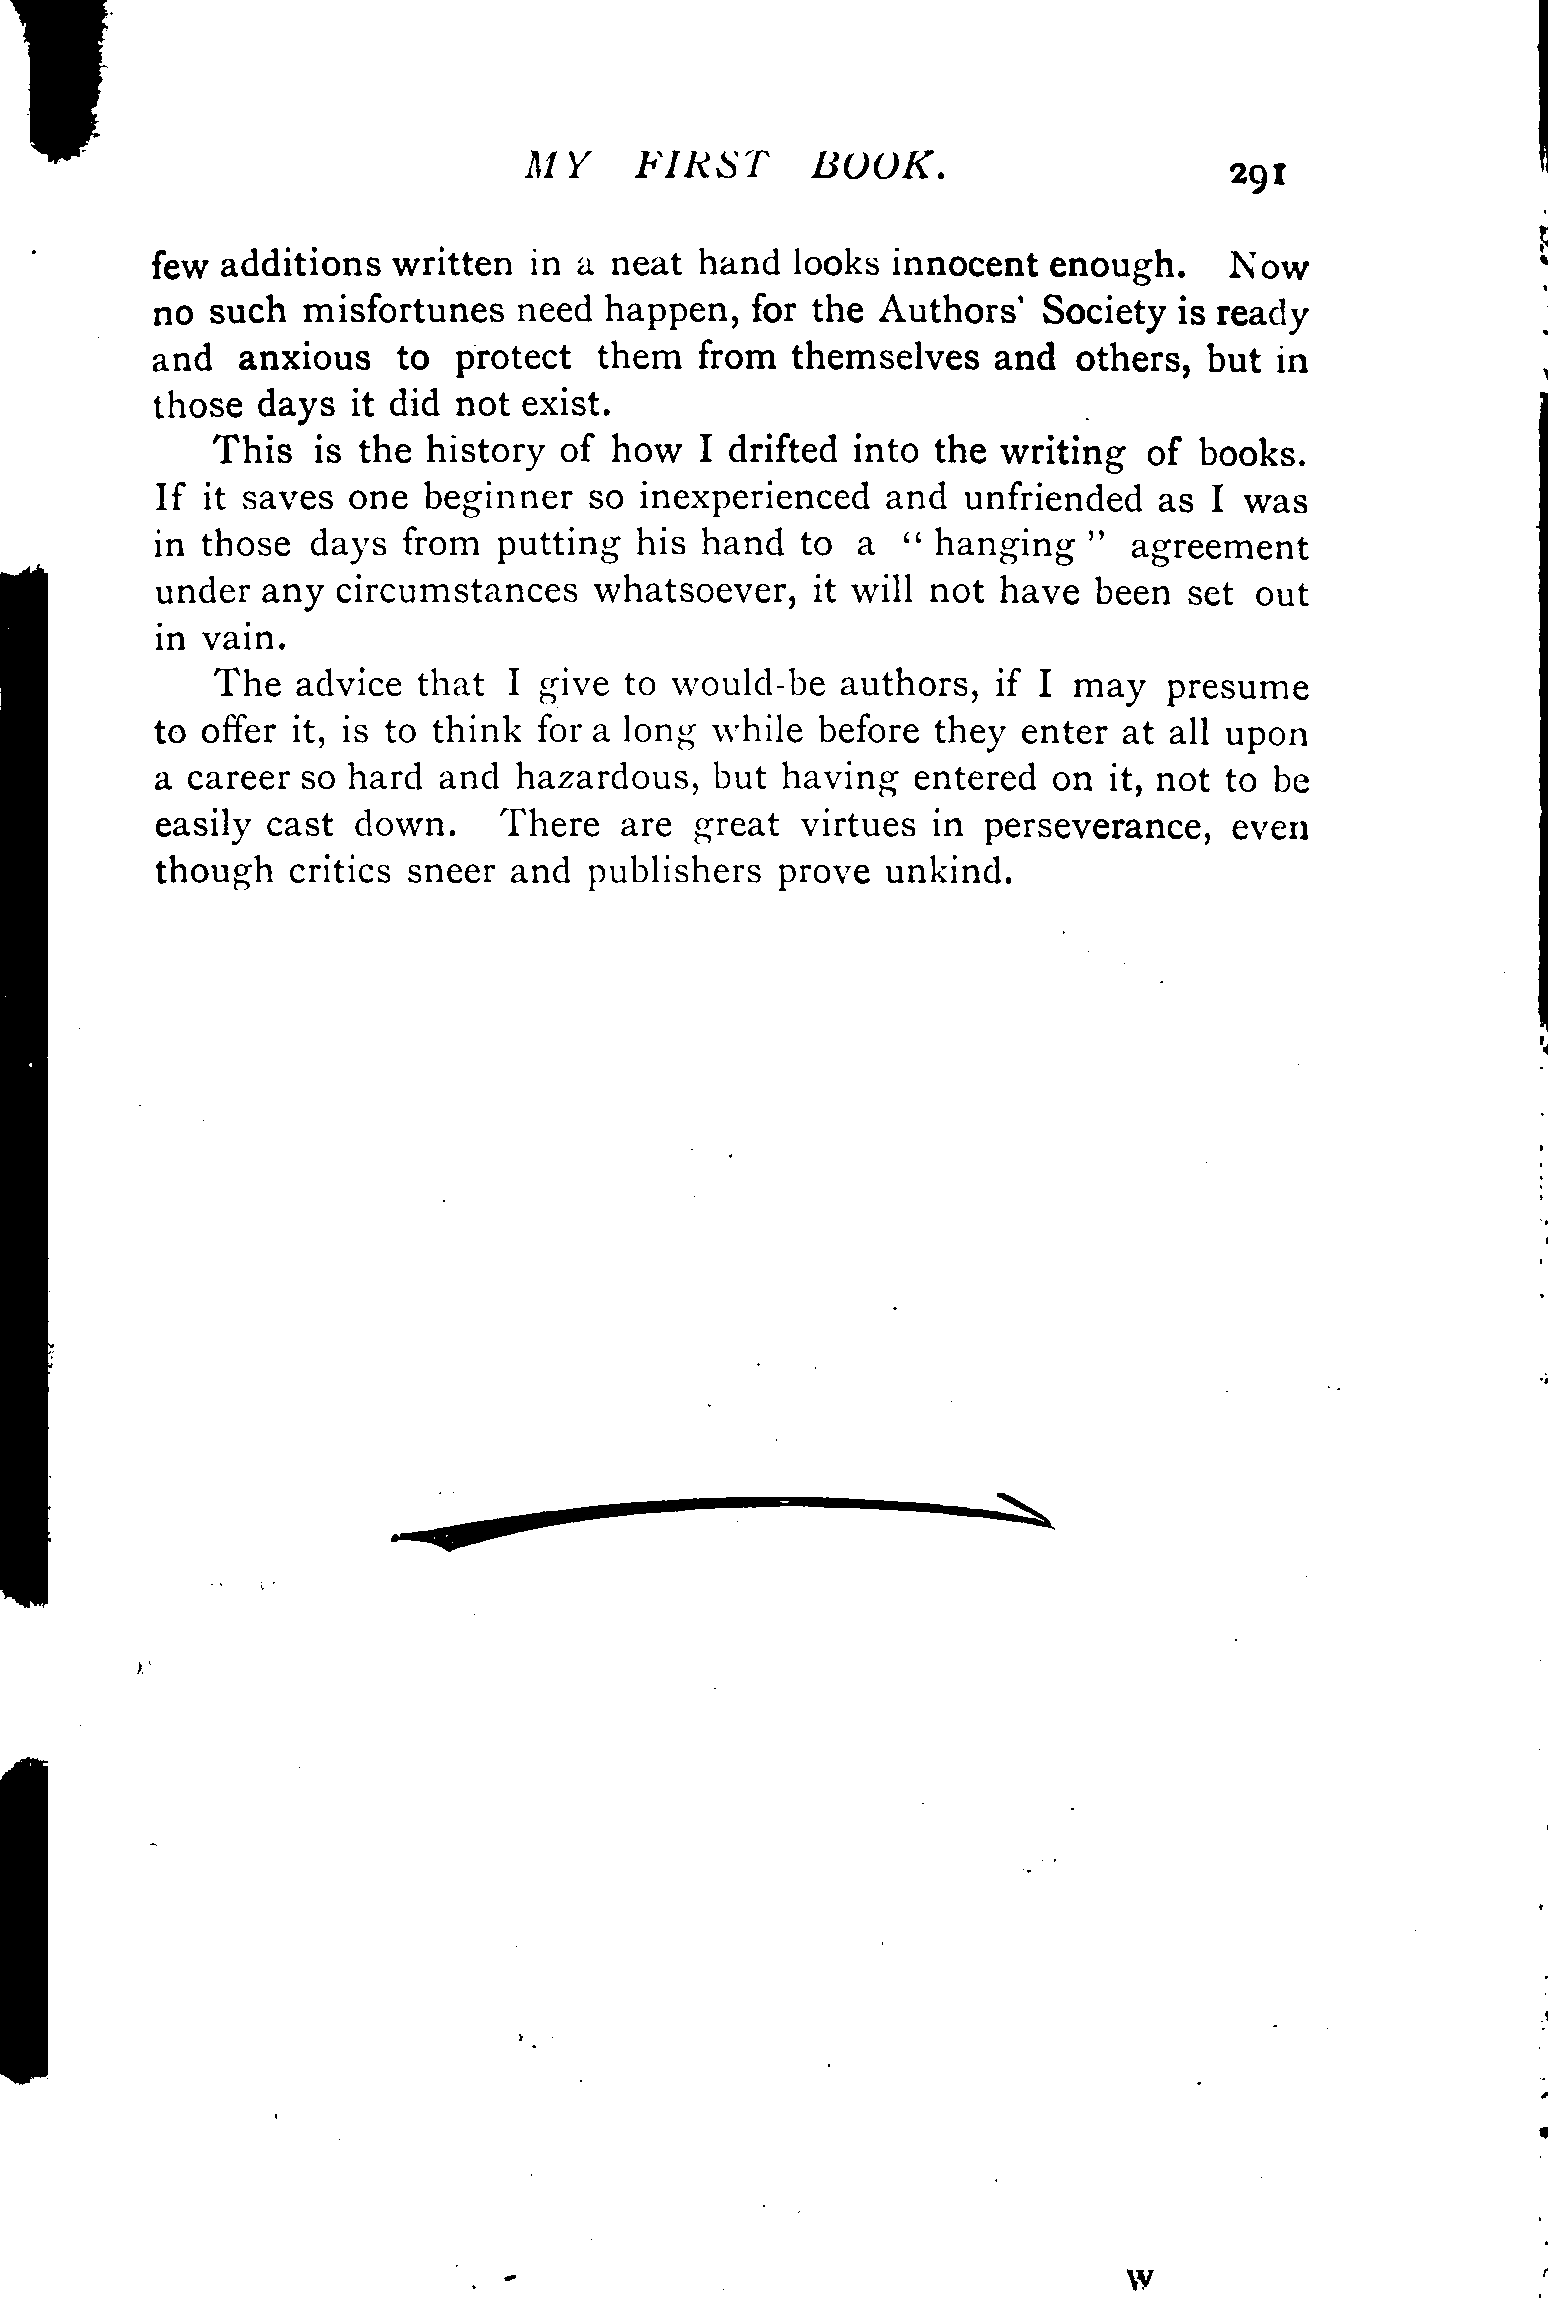 MY FIRST BOOK.
291
few additions written in a neat hand looks innocent enough. Now
no such misfortunes need happen, for the Authors' Society is ready
and anxious to protect them from themselves and others, but in
those days it did not exist.
This is the history of how I drifted into the writing of books.
If it saves one beginner so inexperienced and unfriended as I was
in those days from putting his hand to a “ hanging ” agreement
under any circumstances whatsoever, it will not have been set out
in vain.
The advice that I give to would-be authors, if I may presume
to offer it, is to think for a long while before they enter at all upon
a career so hard and hazardous, but having entered on it, not to be
easily cast down. There are great virtues in perseverance, even
though critics sneer and publishers prove unkind.
W